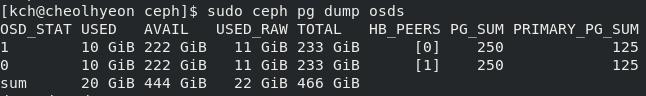 [kch@cheolhyeon ceph]$ sudo ceph pg dump osds
OSD_STAT USED   AVAIL   USED_RAW TOTAL   HB_PEERS PG_SUM PRIMARY_PG_SUM
1        10 GiB 222 GiB   11 GiB 233 GiB      [0]    250            125
0        10 GiB 222 GiB   11 GiB 233 GiB      [1]    250            125
sum      20 GiB 444 GiB   22 GiB 466 GiB